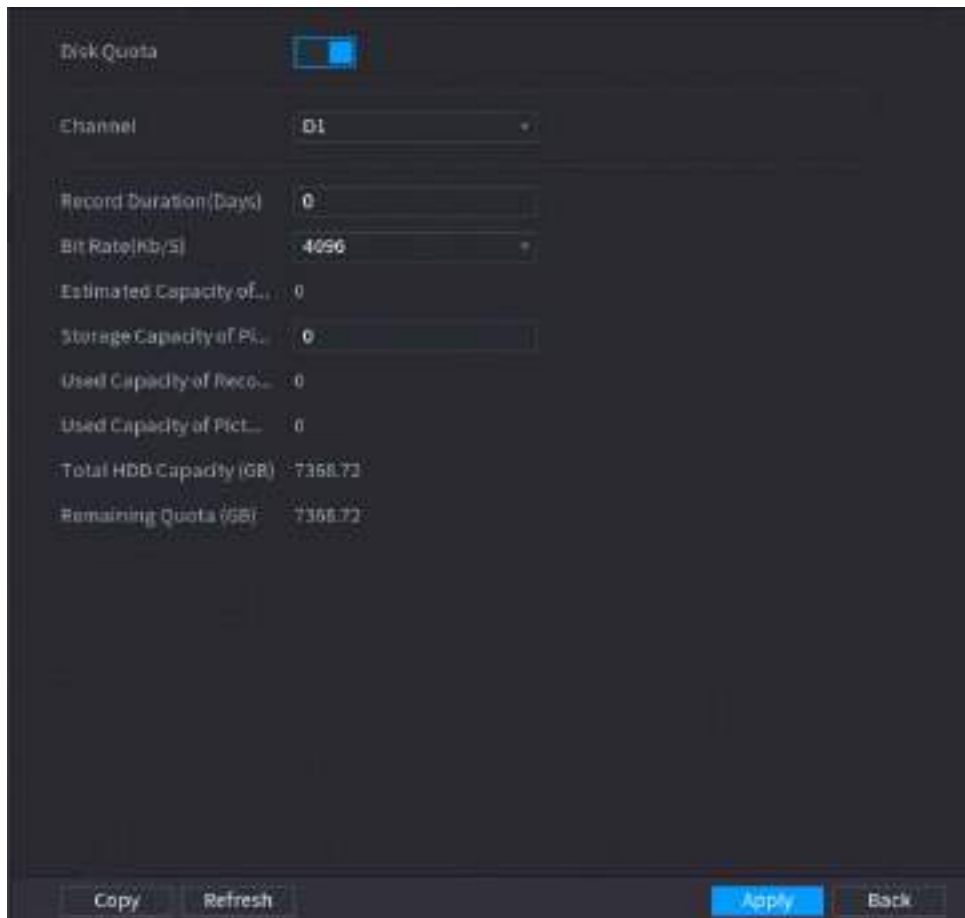 Disk Quota
Channel D1
Record Duration(Days) 0
Bit Rate(Kb/S) 4096
Estimated Capacity of... 0
Storage Capacity of Pi... 0
Used Capacity of Reco... 0
Used Capacity of Pict... 0
Total HDD Capacity (GB) 7368.72
Remaining Quota (GB) 7368.72
Copy Refresh Apply Back